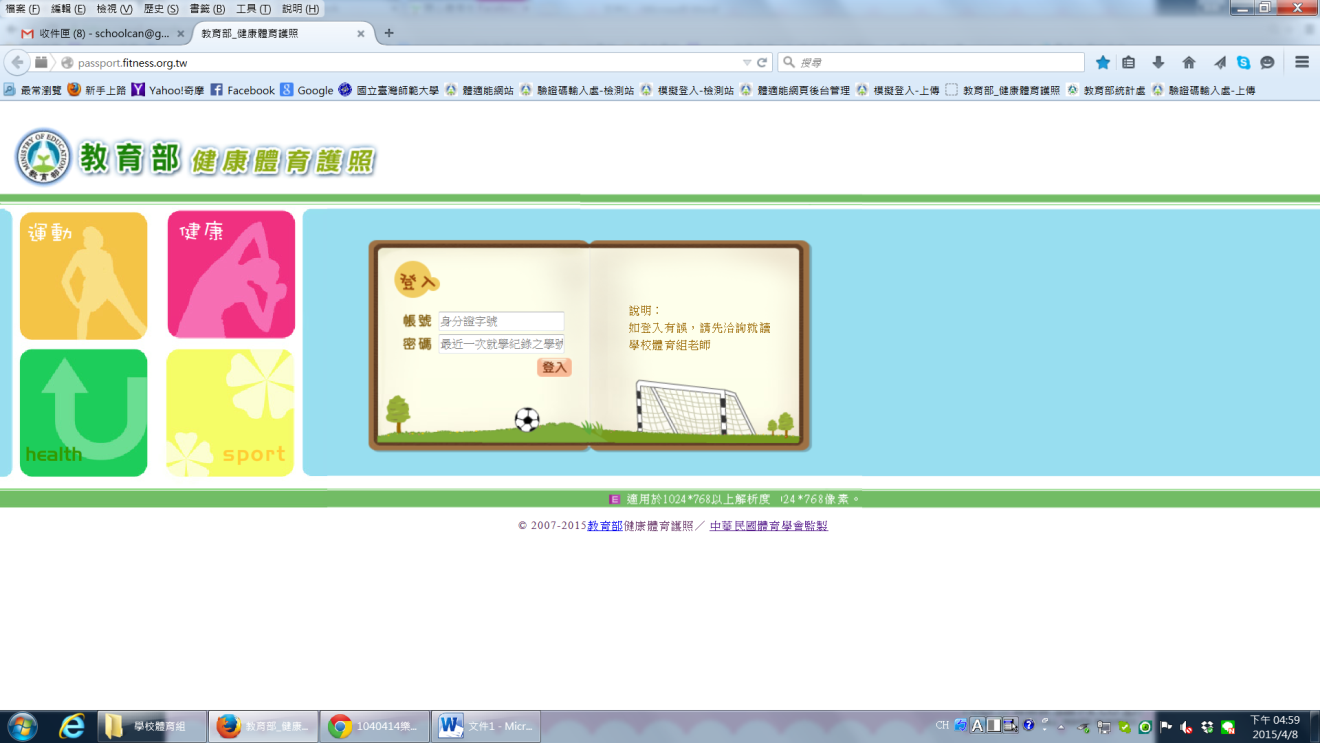 檔案 (F) 編輯 (E) 檢視 (V) 歷史 (S) 書籤 (B) 工具 (T) 說明 (H)
收件匣 (8) - schoolcan@g... × 教育部_健康體育護照 × +
passport.fitness.org.tw 搜尋
最常瀏覽 新手上路 Yahoo!奇摩 Facebook Google 國立臺灣師範大學 體適能網站 驗證碼輸入處-檢測站 模擬登入-檢測站 體適能網頁後台管理 模擬登入-上傳 教育部_健康體育護照 教育部統計處 驗證碼輸入處-上傳
MINISTRY OF EDUCATION 教育部
教育部 健康體育護照
運動
健康
health
sport
登入
帳號 身分證字號
密碼 最近一次就學紀錄之學號
登入
說明：
如登入有誤，請先洽詢就讀
學校體育組老師
適用於1024*768以上解析度 24*768像素。
© 2007-2015教育部健康體育護照／ 中華民國體育學會監製
學校體育組 教育部_健康... 1040414樂... 文件1 - Micr...
CH A
下午 04:59
2015/4/8